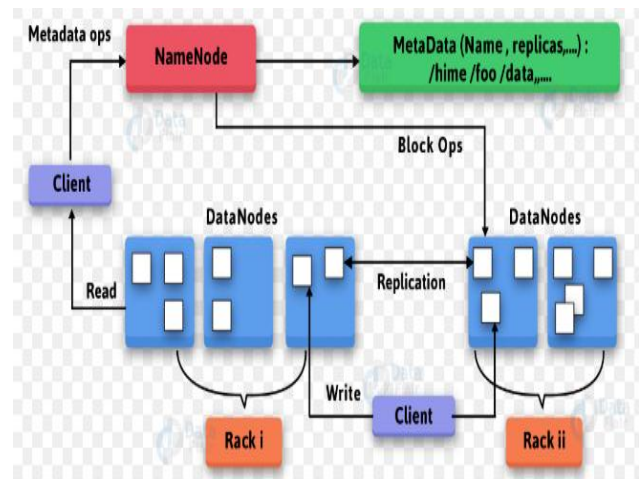 Metadata ops
NameNode
MetaData (Name , replicas,....) :
/hime /foo /data,,....
Block Ops
Client
DataNodes
DataNodes
Read
Replication
Write
Client
Rack i
Rack ii